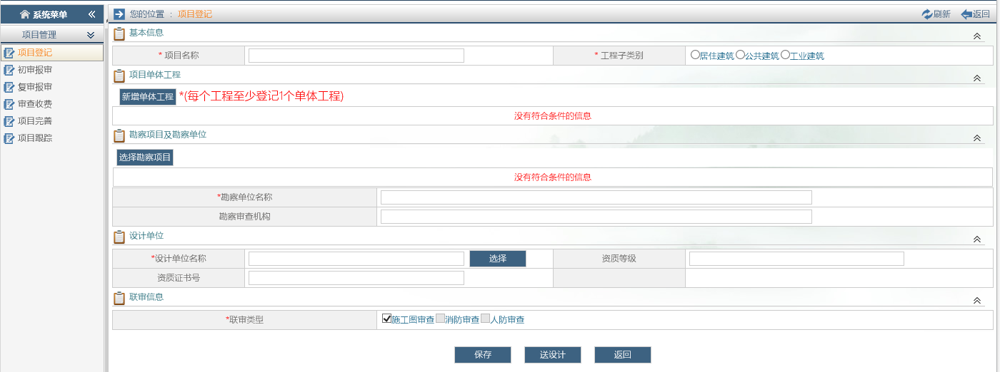 系统菜单
项目管理
项目登记
初审报审
复审报审
审查收费
项目完善
项目跟踪
您的位置 : 项目登记
刷新 返回
基本信息
* 项目名称 * 工程子类别 居住建筑 公共建筑 工业建筑
项目单体工程
新增单体工程 *(每个工程至少登记1个单体工程)
没有符合条件的信息
勘察项目及勘察单位
选择勘察项目
没有符合条件的信息
*勘察单位名称
勘察审查机构
设计单位
*设计单位名称 选择 资质等级
资质证书号
联审信息
*联审类型 施工图审查 消防审查 人防审查
保存 送设计 返回